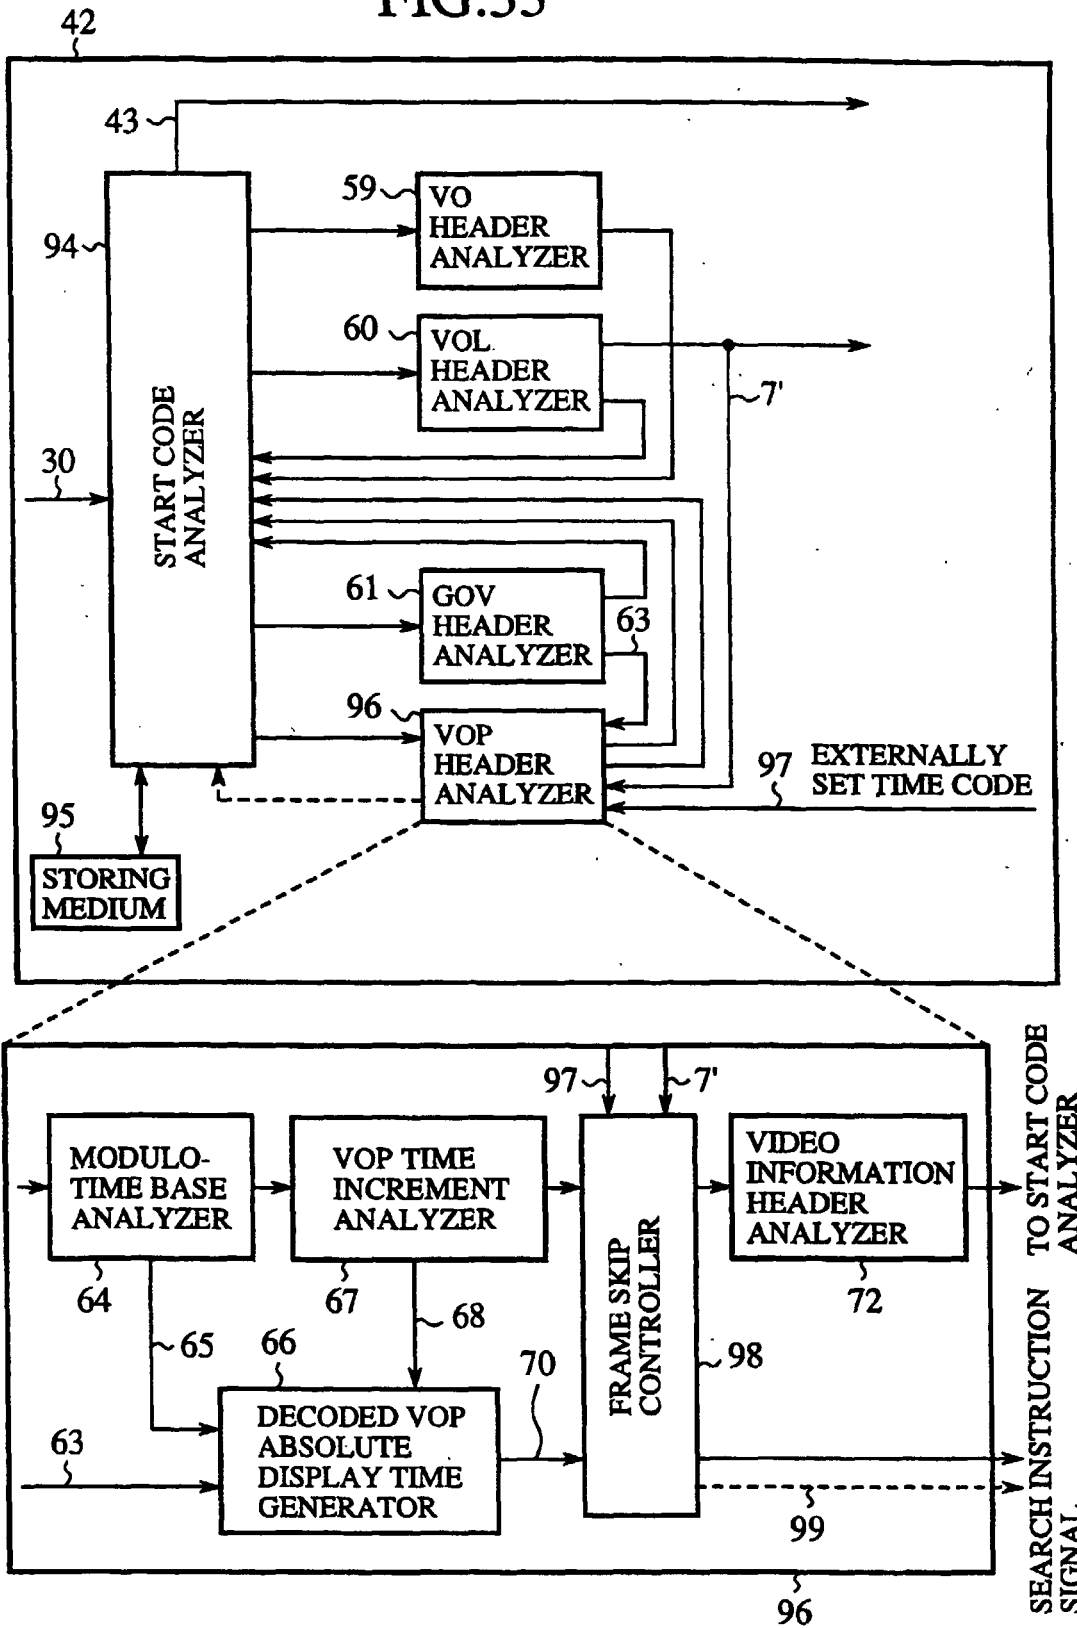 FIG.55
42
43
59
VO
HEADER
ANALYZER
94
60
VOL
HEADER
ANALYZER
7'
START CODE
ANALYZER
30
61
GOV
HEADER
ANALYZER
63
96
VOP
HEADER
ANALYZER
97
EXTERNALLY
SET TIME CODE
95
STORING
MEDIUM
97
7'
MODULO-
TIME BASE
ANALYZER
64
VOP TIME
INCREMENT
ANALYZER
67
FRAME SKIP
CONTROLLER
98
VIDEO
INFORMATION
HEADER
ANALYZER
72
TO START CODE
ANALYZER
65
66
68
70
63
DECODED VOP
ABSOLUTE
DISPLAY TIME
GENERATOR
99
SEARCH INSTRUCTION
SIGNAL
96